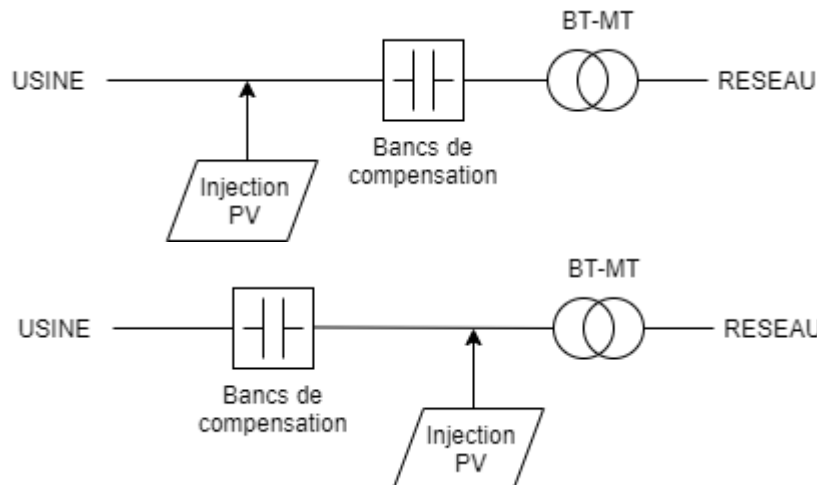 BT-MT
USINE
RESEAU
Bancs de
compensation
Injection
PV
BT-MT
USINE
RESEAU
Bancs de
compensation
Injection
PV